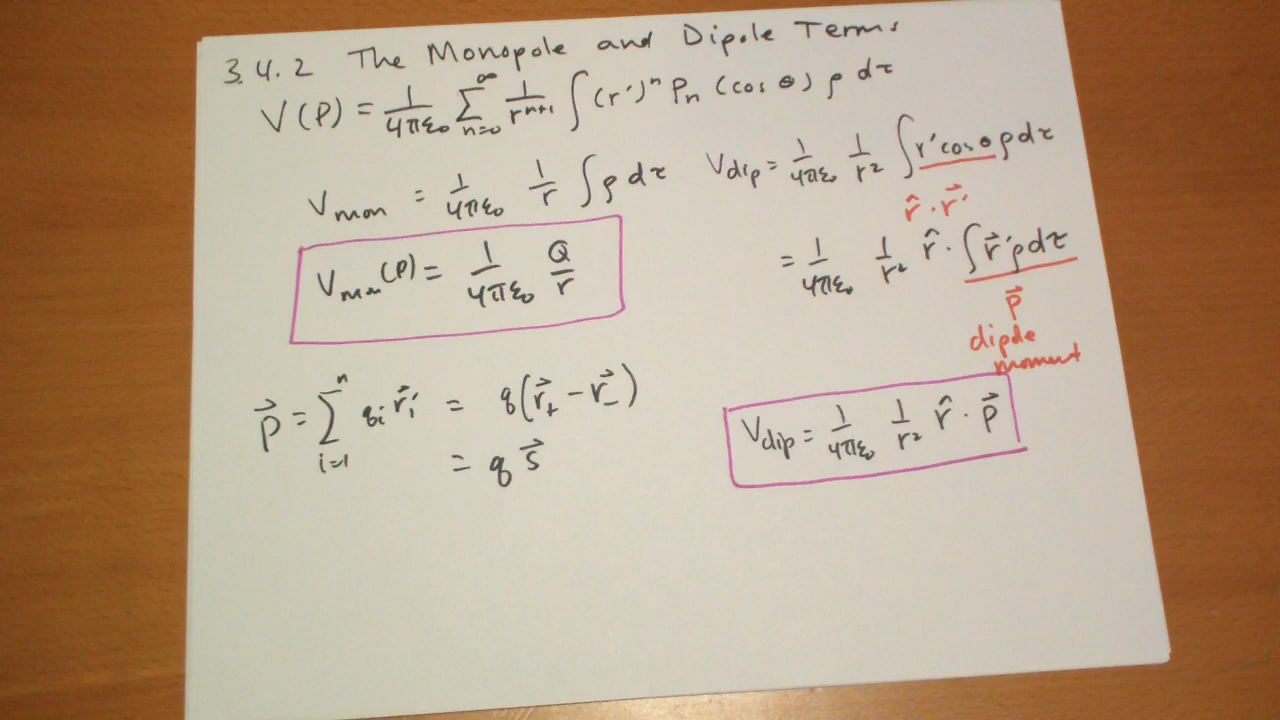 3.4.2 The Monopole and Dipole Terms
V(P) = 1/4πε₀ ∑_{n=0}^{∞} 1/r^{n+1} ∫(r')ⁿ Pₙ (cos θ) ρ dτ
V_mon = 1/4πε₀ 1/r ∫ρ dτ
V_mon(P) = 1/4πε₀ Q/r
V_dip = 1/4πε₀ 1/r² ∫r' cos θ ρ dτ
r̂ · r⃗'
= 1/4πε₀ 1/r² r̂ · ∫r⃗' ρ dτ
p⃗
dipole
moment
p⃗ = ∑_{i=1}^{n} qᵢ r⃗ᵢ' = q(r⃗₊ − r⃗₋)
= q s⃗
V_dip = 1/4πε₀ 1/r² r̂ · p⃗